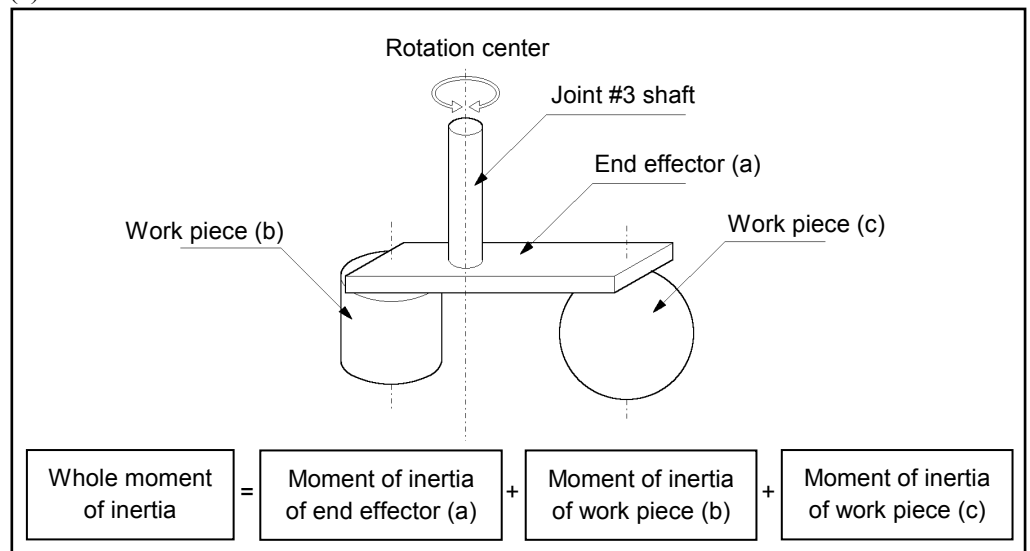 Rotation center
Joint #3 shaft
End effector (a)
Work piece (b)
Work piece (c)
Whole moment
of inertia
=
Moment of inertia
of end effector (a)
+
Moment of inertia
of work piece (b)
+
Moment of inertia
of work piece (c)